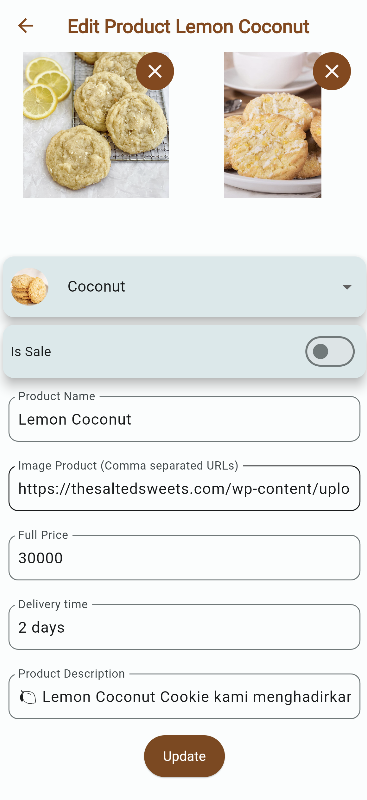 Edit Product Lemon Coconut
Coconut
Is Sale
Product Name
Lemon Coconut
Image Product (Comma separated URLs)
https://thesaltedsweets.com/wp-content/uplo
Full Price
30000
Delivery time
2 days
Product Description
🍋 Lemon Coconut Cookie kami menghadirkan
Update